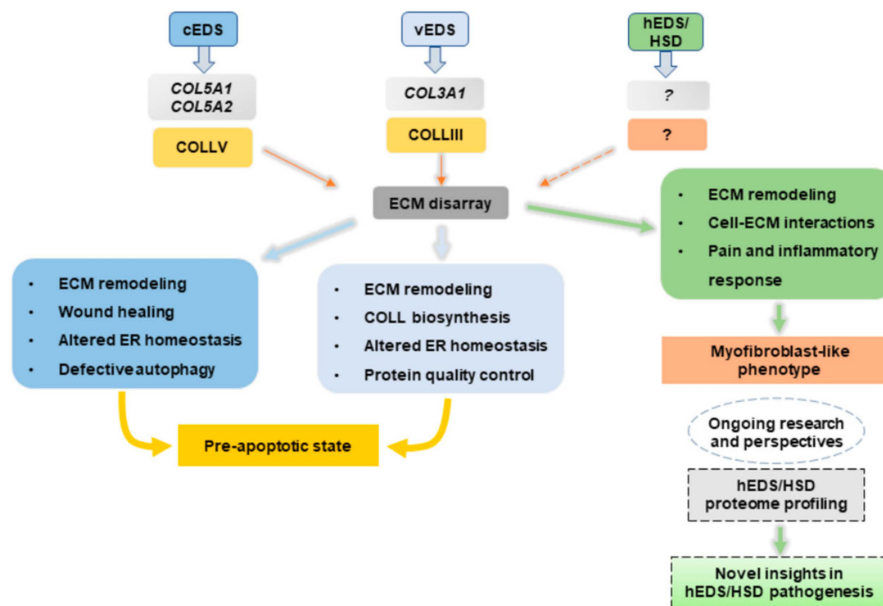 cEDS
vEDS
hEDS/
HSD
COL5A1
COL5A2
COL3A1
?
COLLV
COLLIII
?
ECM disarray
• ECM remodeling
• Cell-ECM interactions
• Pain and inflammatory
response
• ECM remodeling
• Wound healing
• Altered ER homeostasis
• Defective autophagy
• ECM remodeling
• COLL biosynthesis
• Altered ER homeostasis
• Protein quality control
Myofibroblast-like
phenotype
Pre-apoptotic state
Ongoing research
and perspectives
hEDS/HSD
proteome profiling
Novel insights in
hEDS/HSD pathogenesis